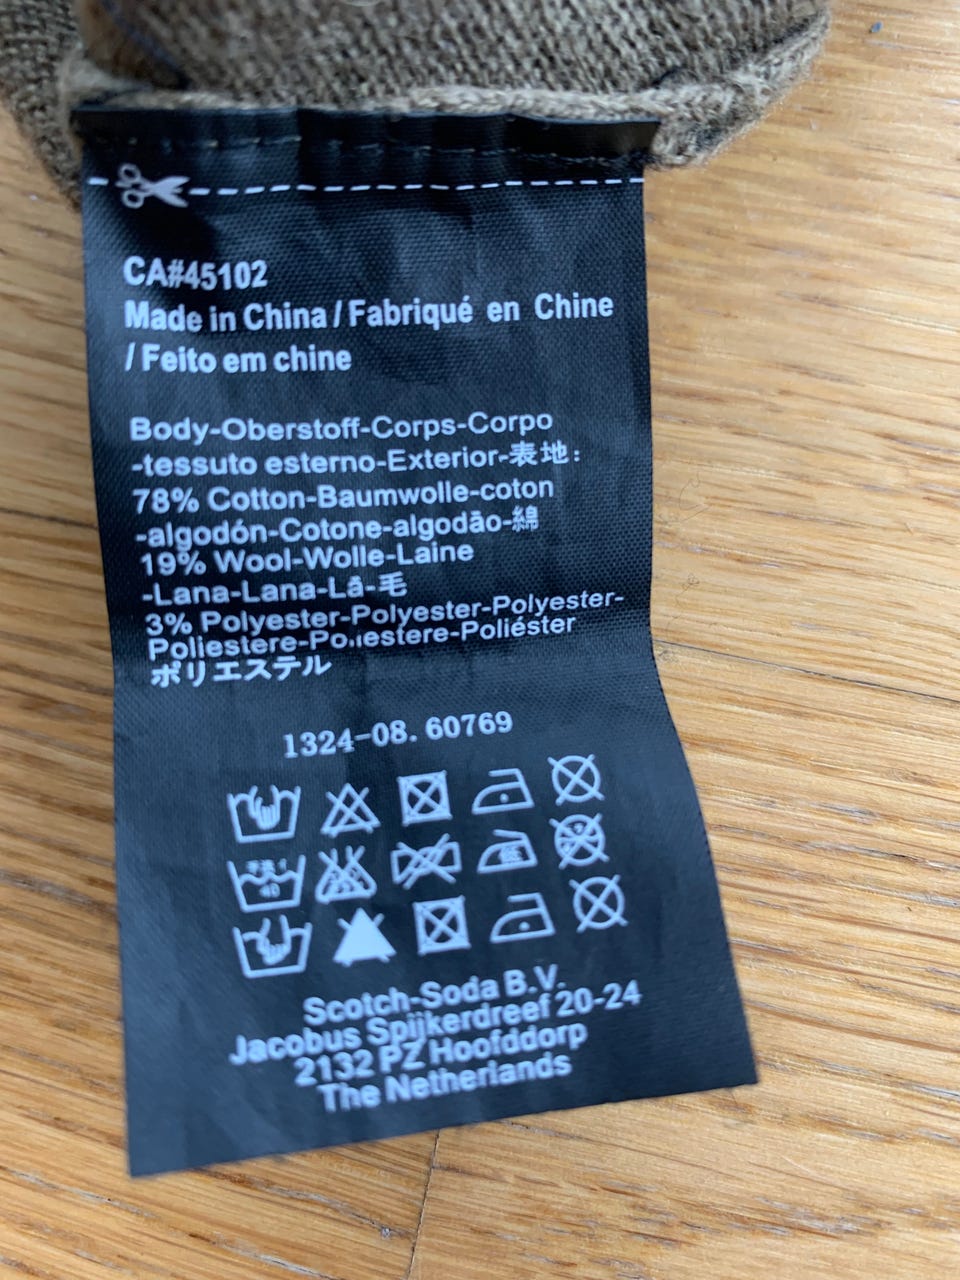 CA#45102
Made in China / Fabriqué en Chine
/ Feito em chine
Body-Oberstoff-Corps-Corpo
-tessuto esterno-Exterior-表地:
78% Cotton-Baumwolle-coton
-algodón-Cotone-algodão-綿
19% Wool-Wolle-Laine
-Lana-Lana-Lã-毛
3% Polyester-Polyester-Polyester-
Poliestere-Poliestere-Poliéster
ポリエステル
1324-08. 60769
40
Scotch-Soda B.V.
Jacobus Spijkerdreef 20-24
2132 PZ Hoofddorp
The Netherlands